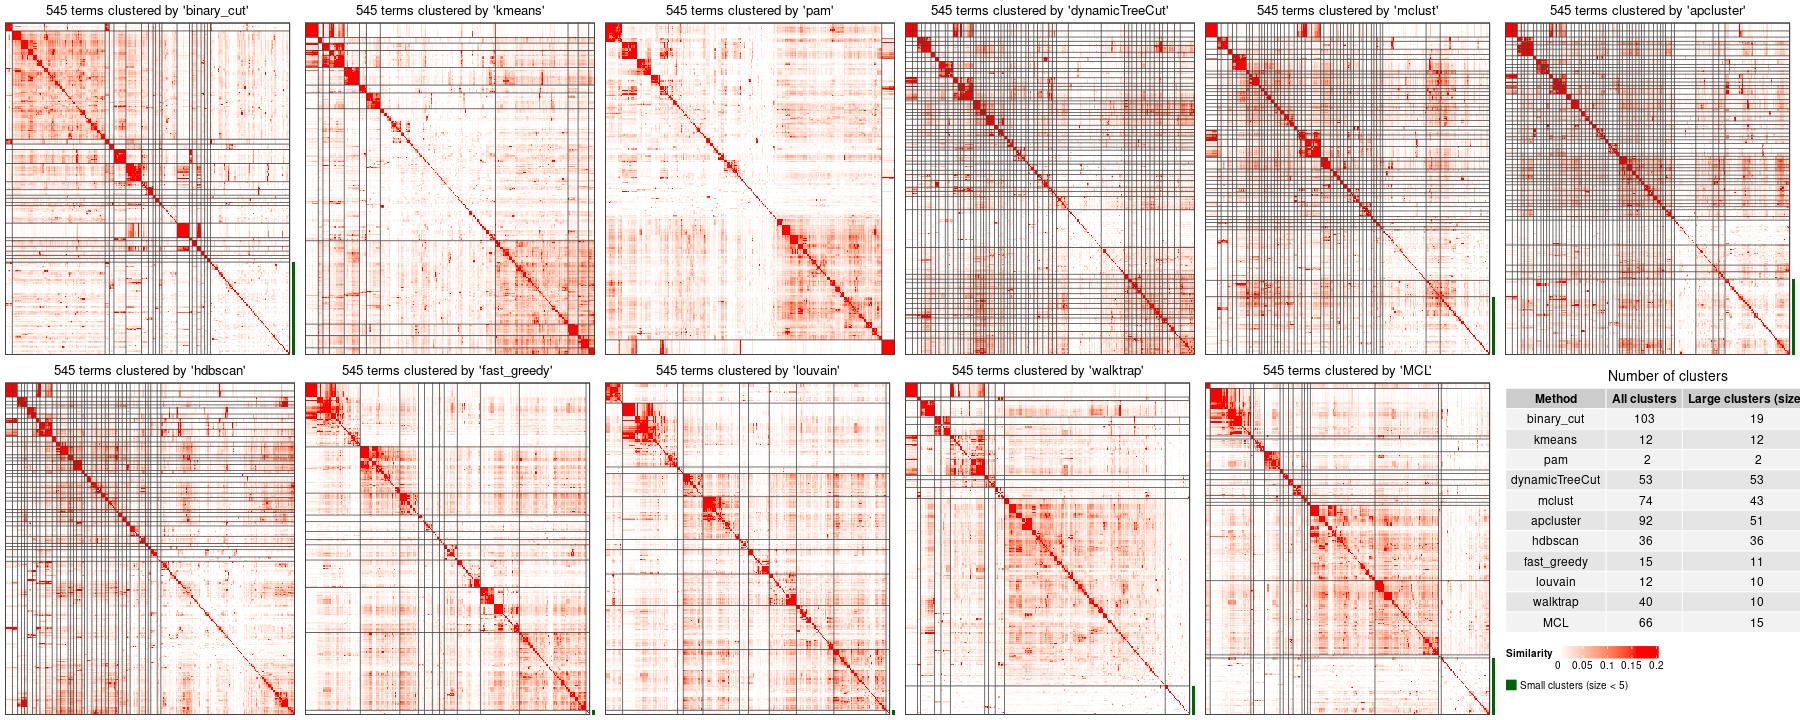 545 terms clustered by 'binary_cut'
545 terms clustered by 'kmeans'
545 terms clustered by 'pam'
545 terms clustered by 'dynamicTreeCut'
545 terms clustered by 'mclust'
545 terms clustered by 'apcluster'
545 terms clustered by 'hdbscan'
545 terms clustered by 'fast_greedy'
545 terms clustered by 'louvain'
545 terms clustered by 'walktrap'
545 terms clustered by 'MCL'
Number of clusters
Method All clusters Large clusters (size
binary_cut 103 19
kmeans 12 12
pam 2 2
dynamicTreeCut 53 53
mclust 74 43
apcluster 92 51
hdbscan 36 36
fast_greedy 15 11
louvain 12 10
walktrap 40 10
MCL 66 15
Similarity
0 0.05 0.1 0.15 0.2
Small clusters (size < 5)